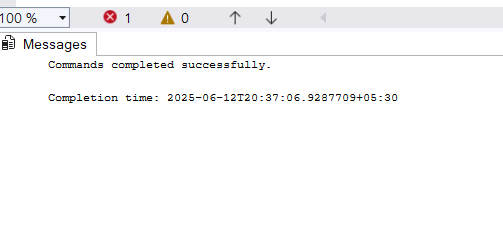 100 % 1 0
Messages
Commands completed successfully.
Completion time: 2025-06-12T20:37:06.9287709+05:30